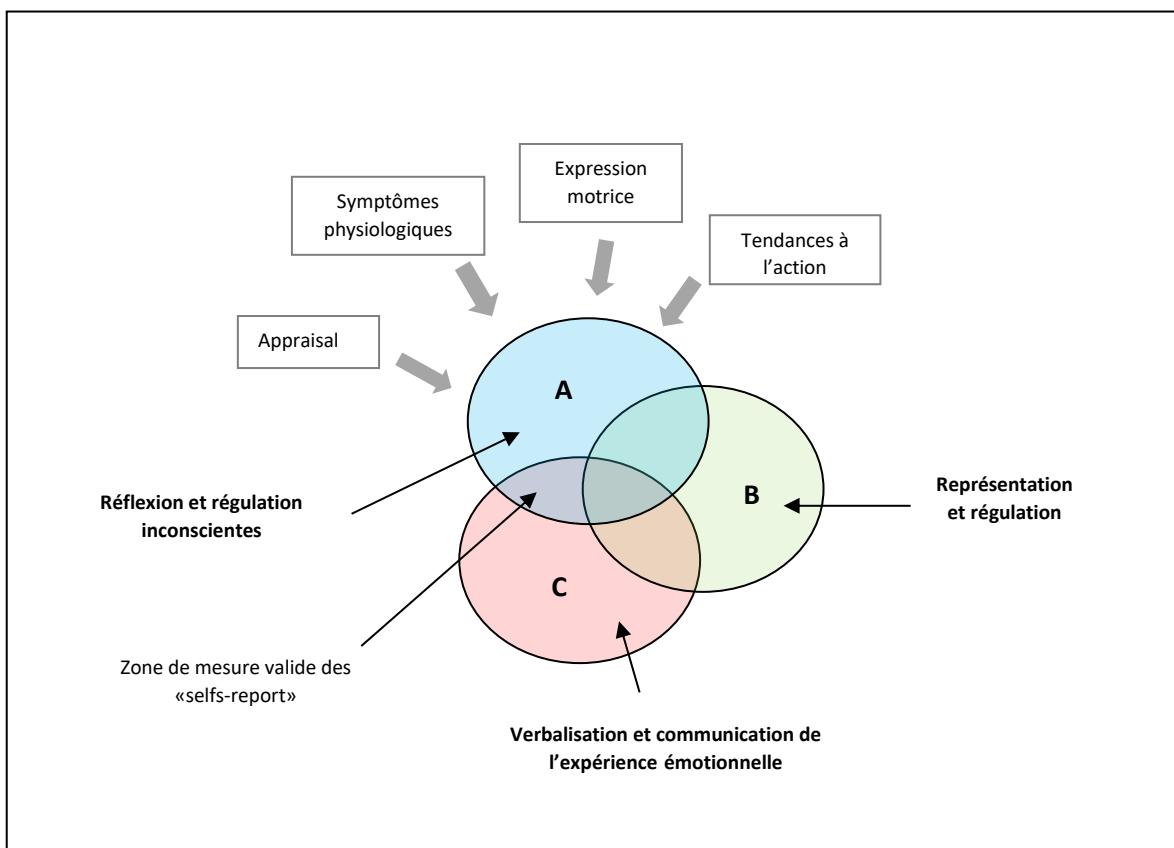 Expression
motrice
Symptômes
physiologiques
Tendances à
l’action
Appraisal
A
B
C
Réflexion et régulation
inconscientes
Représentation
et régulation
Zone de mesure valide des
«selfs-report»
Verbalisation et communication de
l’expérience émotionnelle